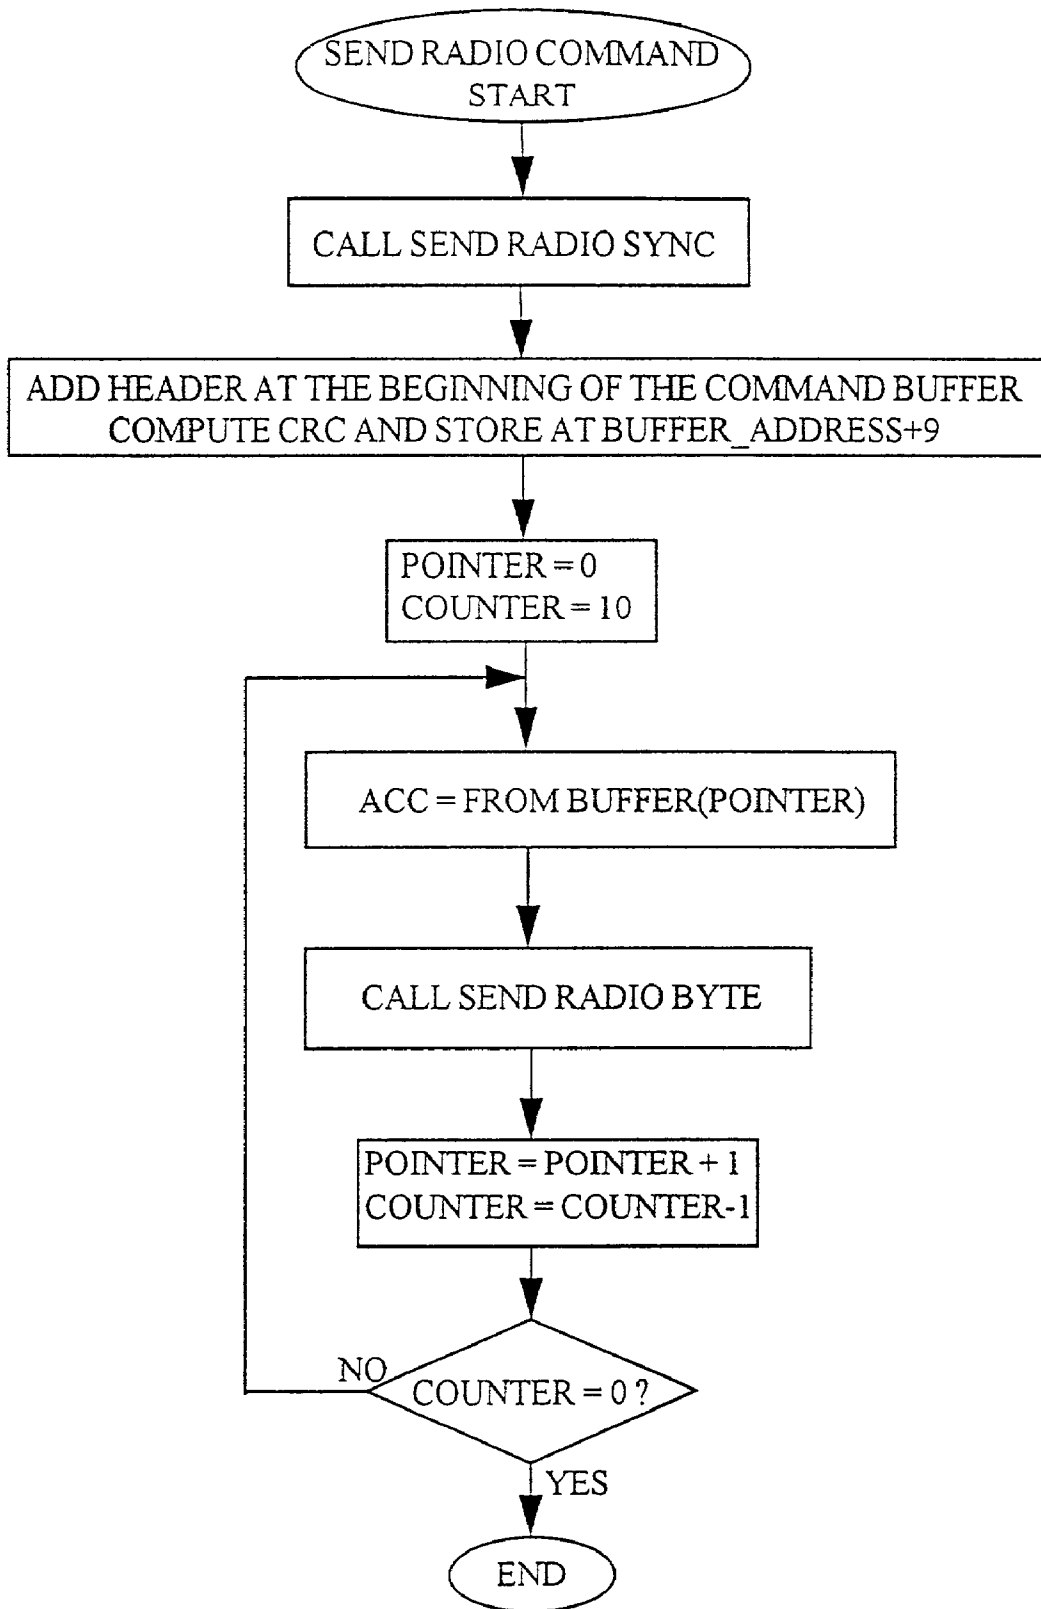 SEND RADIO COMMAND
START
CALL SEND RADIO SYNC
ADD HEADER AT THE BEGINNING OF THE COMMAND BUFFER
COMPUTE CRC AND STORE AT BUFFER_ADDRESS+9
POINTER = 0
COUNTER = 10
ACC = FROM BUFFER(POINTER)
CALL SEND RADIO BYTE
POINTER = POINTER + 1
COUNTER = COUNTER-1
NO
COUNTER = 0 ?
YES
END